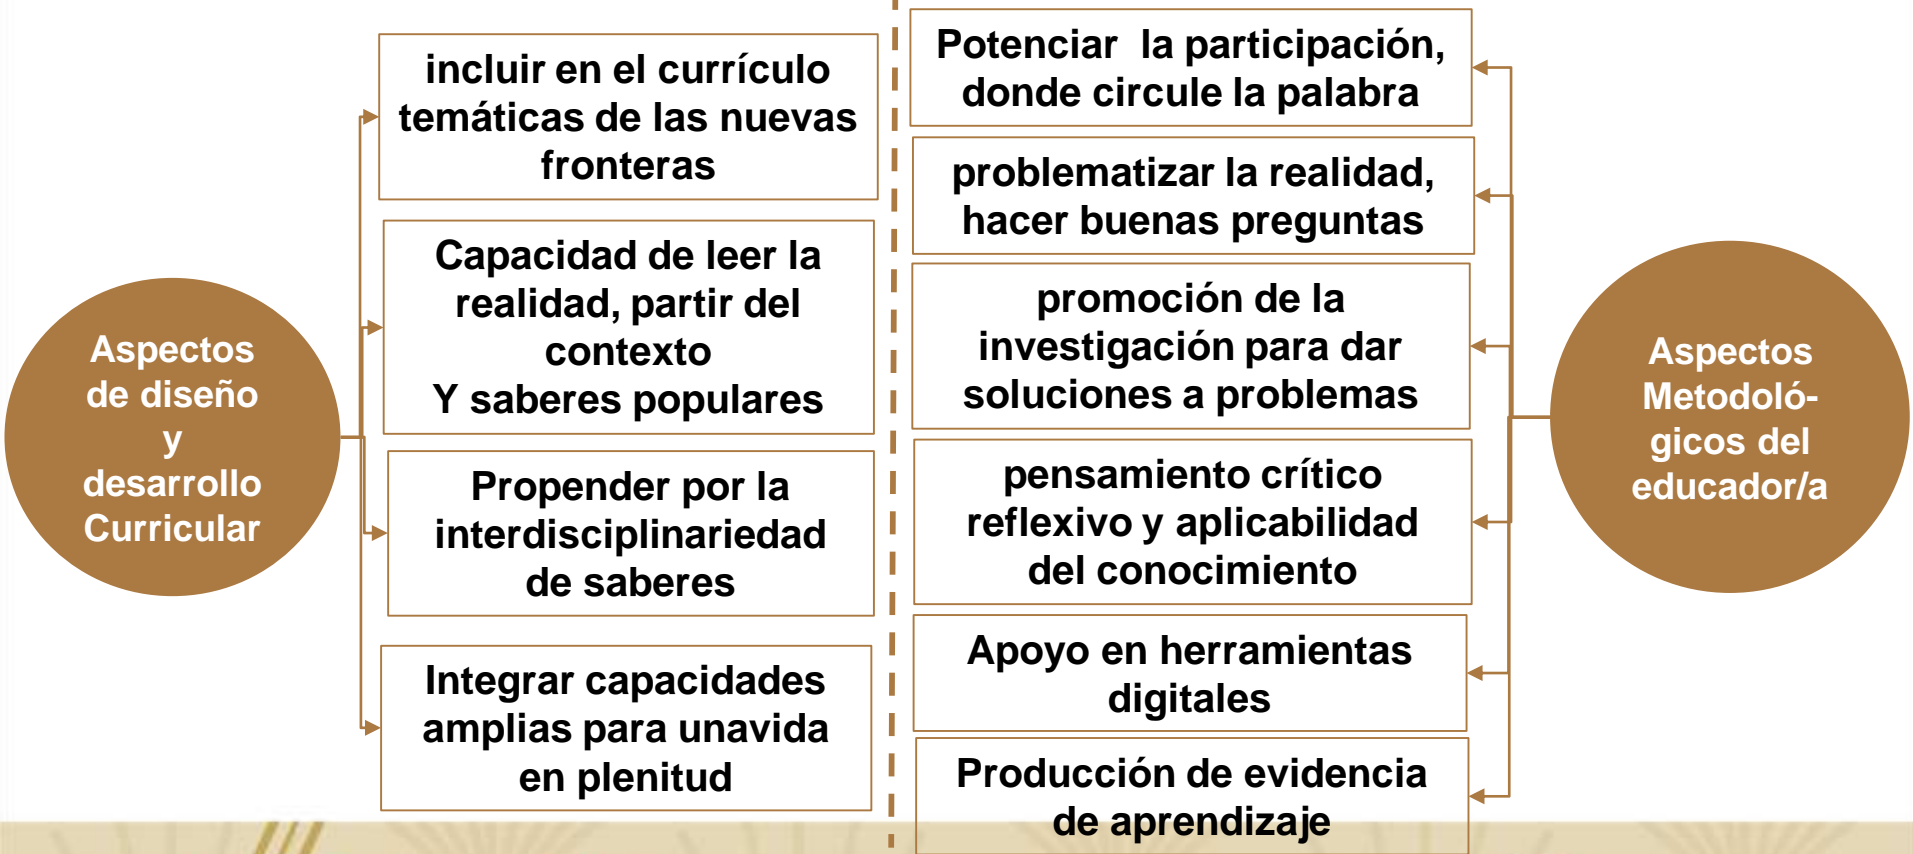 Aspectos
de diseño
y
desarrollo
Curricular
incluir en el currículo
temáticas de las nuevas
fronteras
Capacidad de leer la
realidad, partir del
contexto
Y saberes populares
Propender por la
interdisciplinariedad
de saberes
Integrar capacidades
amplias para unavida
en plenitud
Potenciar la participación,
donde circule la palabra
problematizar la realidad,
hacer buenas preguntas
promoción de la
investigación para dar
soluciones a problemas
pensamiento crítico
reflexivo y aplicabilidad
del conocimiento
Apoyo en herramientas
digitales
Producción de evidencia
de aprendizaje
Aspectos
Metodoló-
gicos del
educador/a